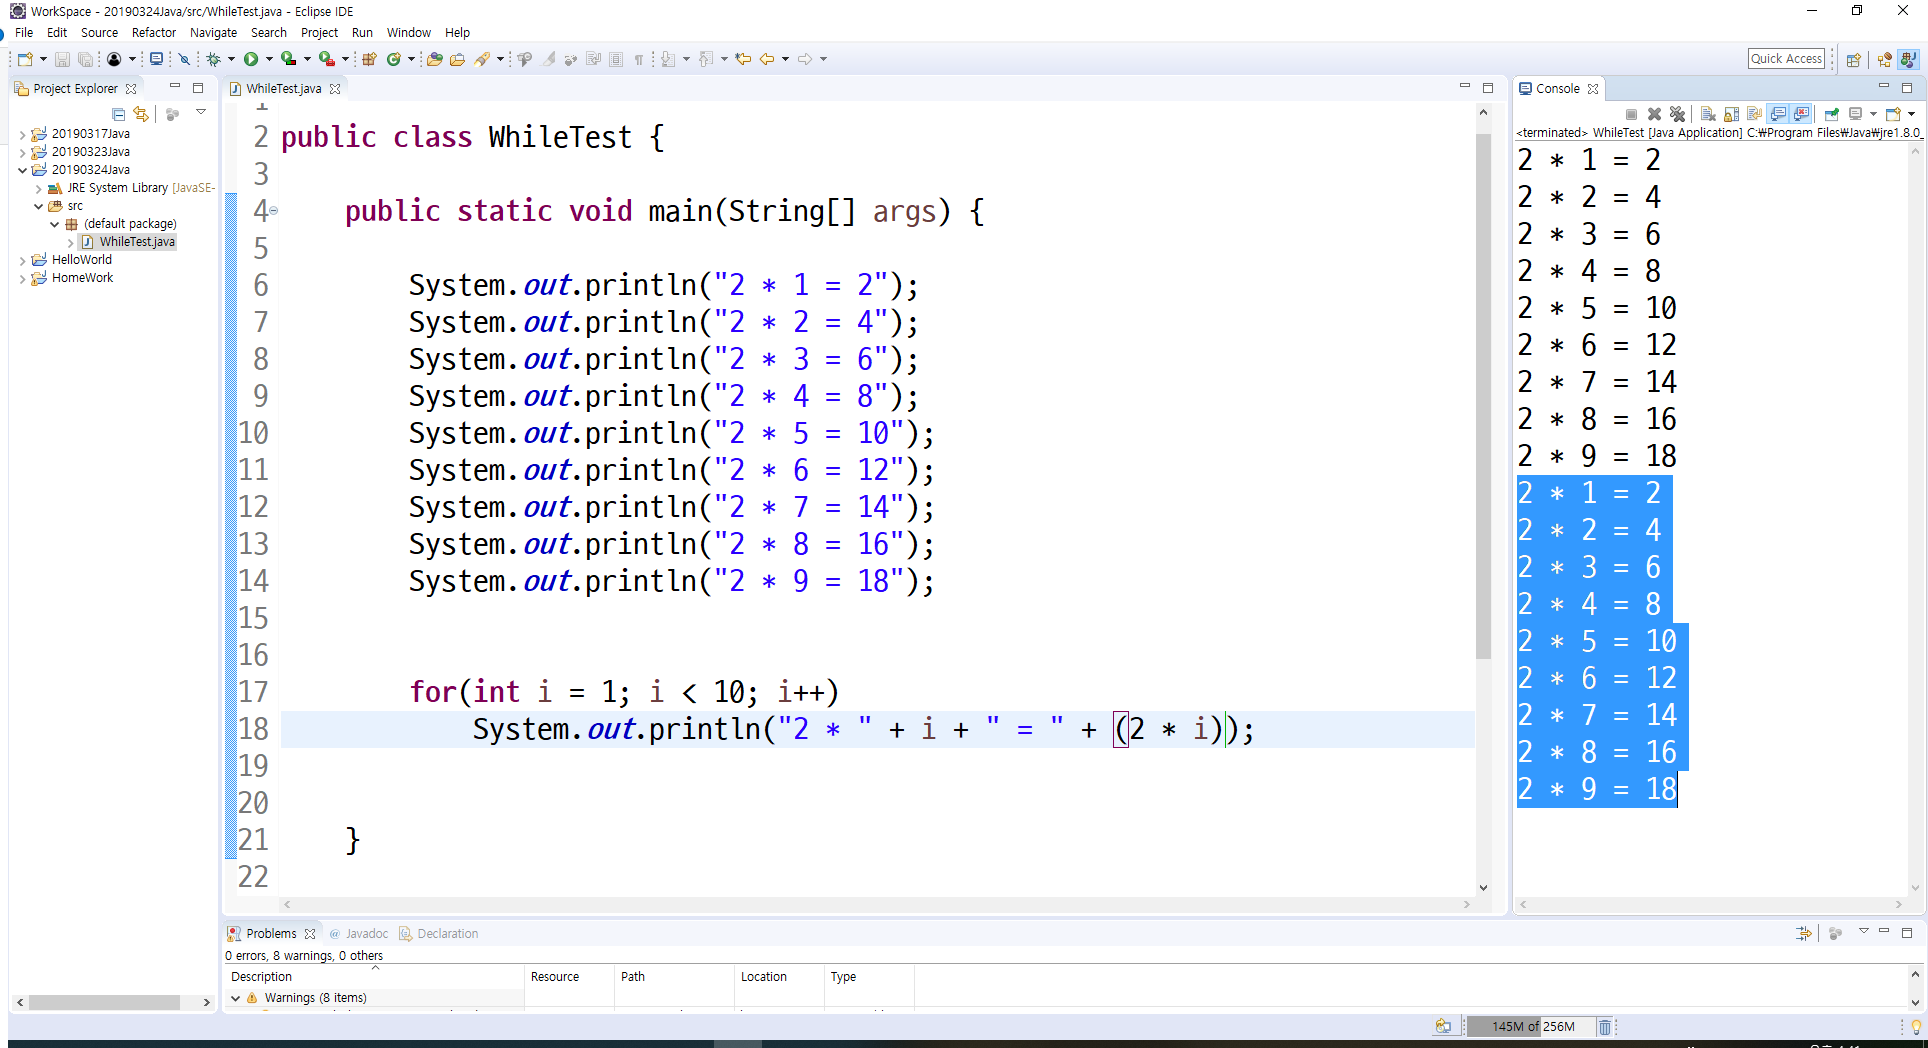 WorkSpace - 20190324Java/src/WhileTest.java - Eclipse IDE
File Edit Source Refactor Navigate Search Project Run Window Help
Quick Access
Project Explorer
20190317Java
20190323Java
20190324Java
JRE System Library [JavaSE-
src
(default package)
WhileTest.java
HelloWorld
HomeWork
WhileTest.java
1
2 public class WhileTest {
3
4 public static void main(String[] args) {
5
6 System.out.println("2 * 1 = 2");
7 System.out.println("2 * 2 = 4");
8 System.out.println("2 * 3 = 6");
9 System.out.println("2 * 4 = 8");
10 System.out.println("2 * 5 = 10");
11 System.out.println("2 * 6 = 12");
12 System.out.println("2 * 7 = 14");
13 System.out.println("2 * 8 = 16");
14 System.out.println("2 * 9 = 18");
15
16
17 for(int i = 1; i < 10; i++)
18 System.out.println("2 * " + i + " = " + (2 * i));
19
20
21 }
22
Console
<terminated> WhileTest [Java Application] C:₩Program Files₩Java₩jre1.8.0_
2 * 1 = 2
2 * 2 = 4
2 * 3 = 6
2 * 4 = 8
2 * 5 = 10
2 * 6 = 12
2 * 7 = 14
2 * 8 = 16
2 * 9 = 18
2 * 1 = 2
2 * 2 = 4
2 * 3 = 6
2 * 4 = 8
2 * 5 = 10
2 * 6 = 12
2 * 7 = 14
2 * 8 = 16
2 * 9 = 18
Problems Javadoc Declaration
0 errors, 8 warnings, 0 others
Description Resource Path Location Type
Warnings (8 items)
145M of 256M